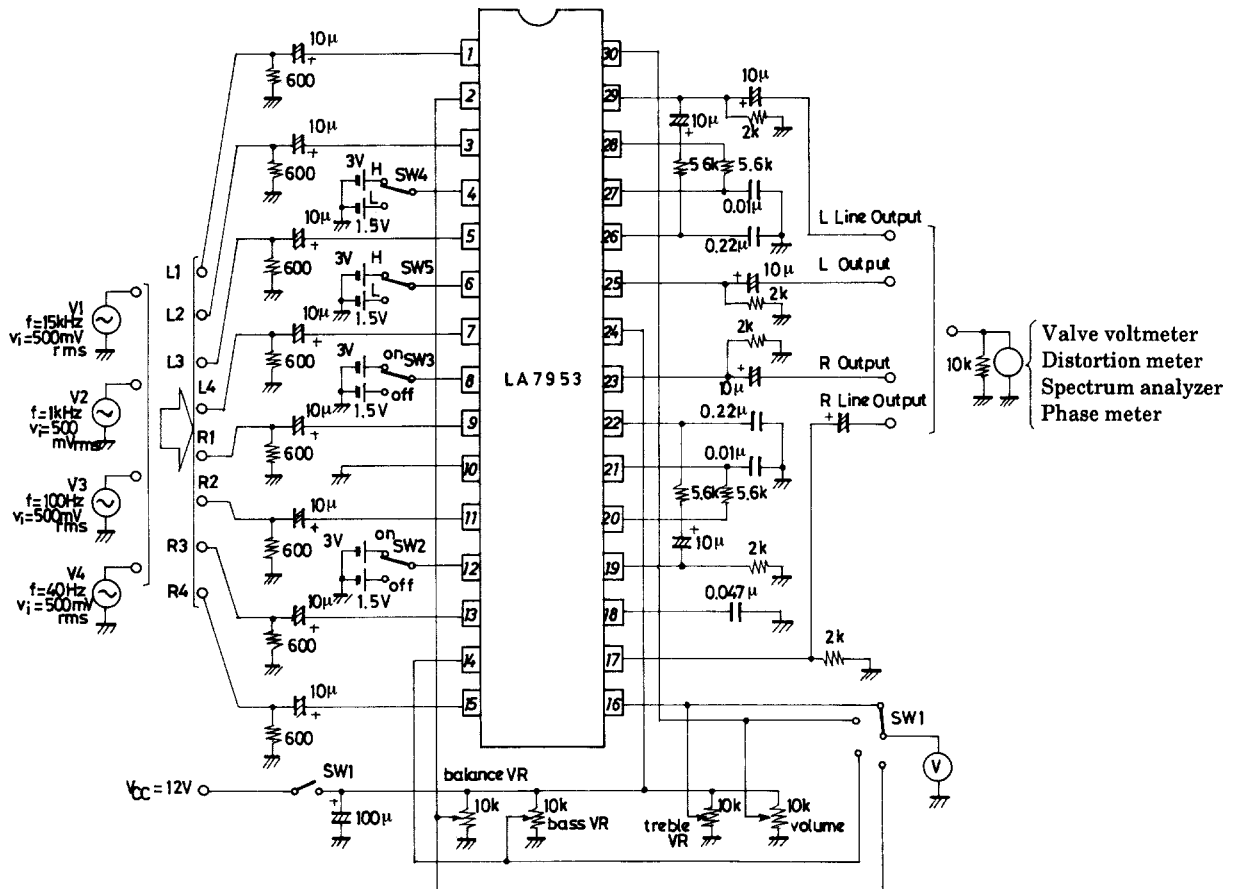 10μ
+
600
1
10μ
+
600
2
3
3V
H
SW4
L
1.5V
4
10μ
+
600
5
3V
H
SW5
L
1.5V
6
10μ
+
600
7
3V
on
SW3
off
1.5V
8
10μ
+
600
9
10
10μ
+
600
11
3V
on
SW2
off
1.5V
12
10μ
+
600
13
14
10μ
+
600
15
L1
L2
L3
L4
R1
R2
R3
R4
V1
f=15kHz
vi=500mV
rms
V2
f=1kHz
vi=500
mVrms
V3
f=100Hz
vi=500mV
rms
V4
f=40Hz
vi=500mV
rms
LA7953
30
29
28
27
26
25
24
23
22
21
20
19
18
17
16
10μ
+
2k
10μ
+
5.6k
5.6k
0.01μ
0.22μ
L Line Output
+
10μ
L Output
2k
2k
+
10μ
R Output
R Line Output
+
0.22μ
0.01μ
5.6k
5.6k
+
10μ
2k
0.047μ
2k
10k
Valve voltmeter
Distortion meter
Spectrum analyzer
Phase meter
SW1
V
VCC=12V
SW1
+
100μ
balance VR
10k
10k
bass VR
10k
treble
VR
10k
volume